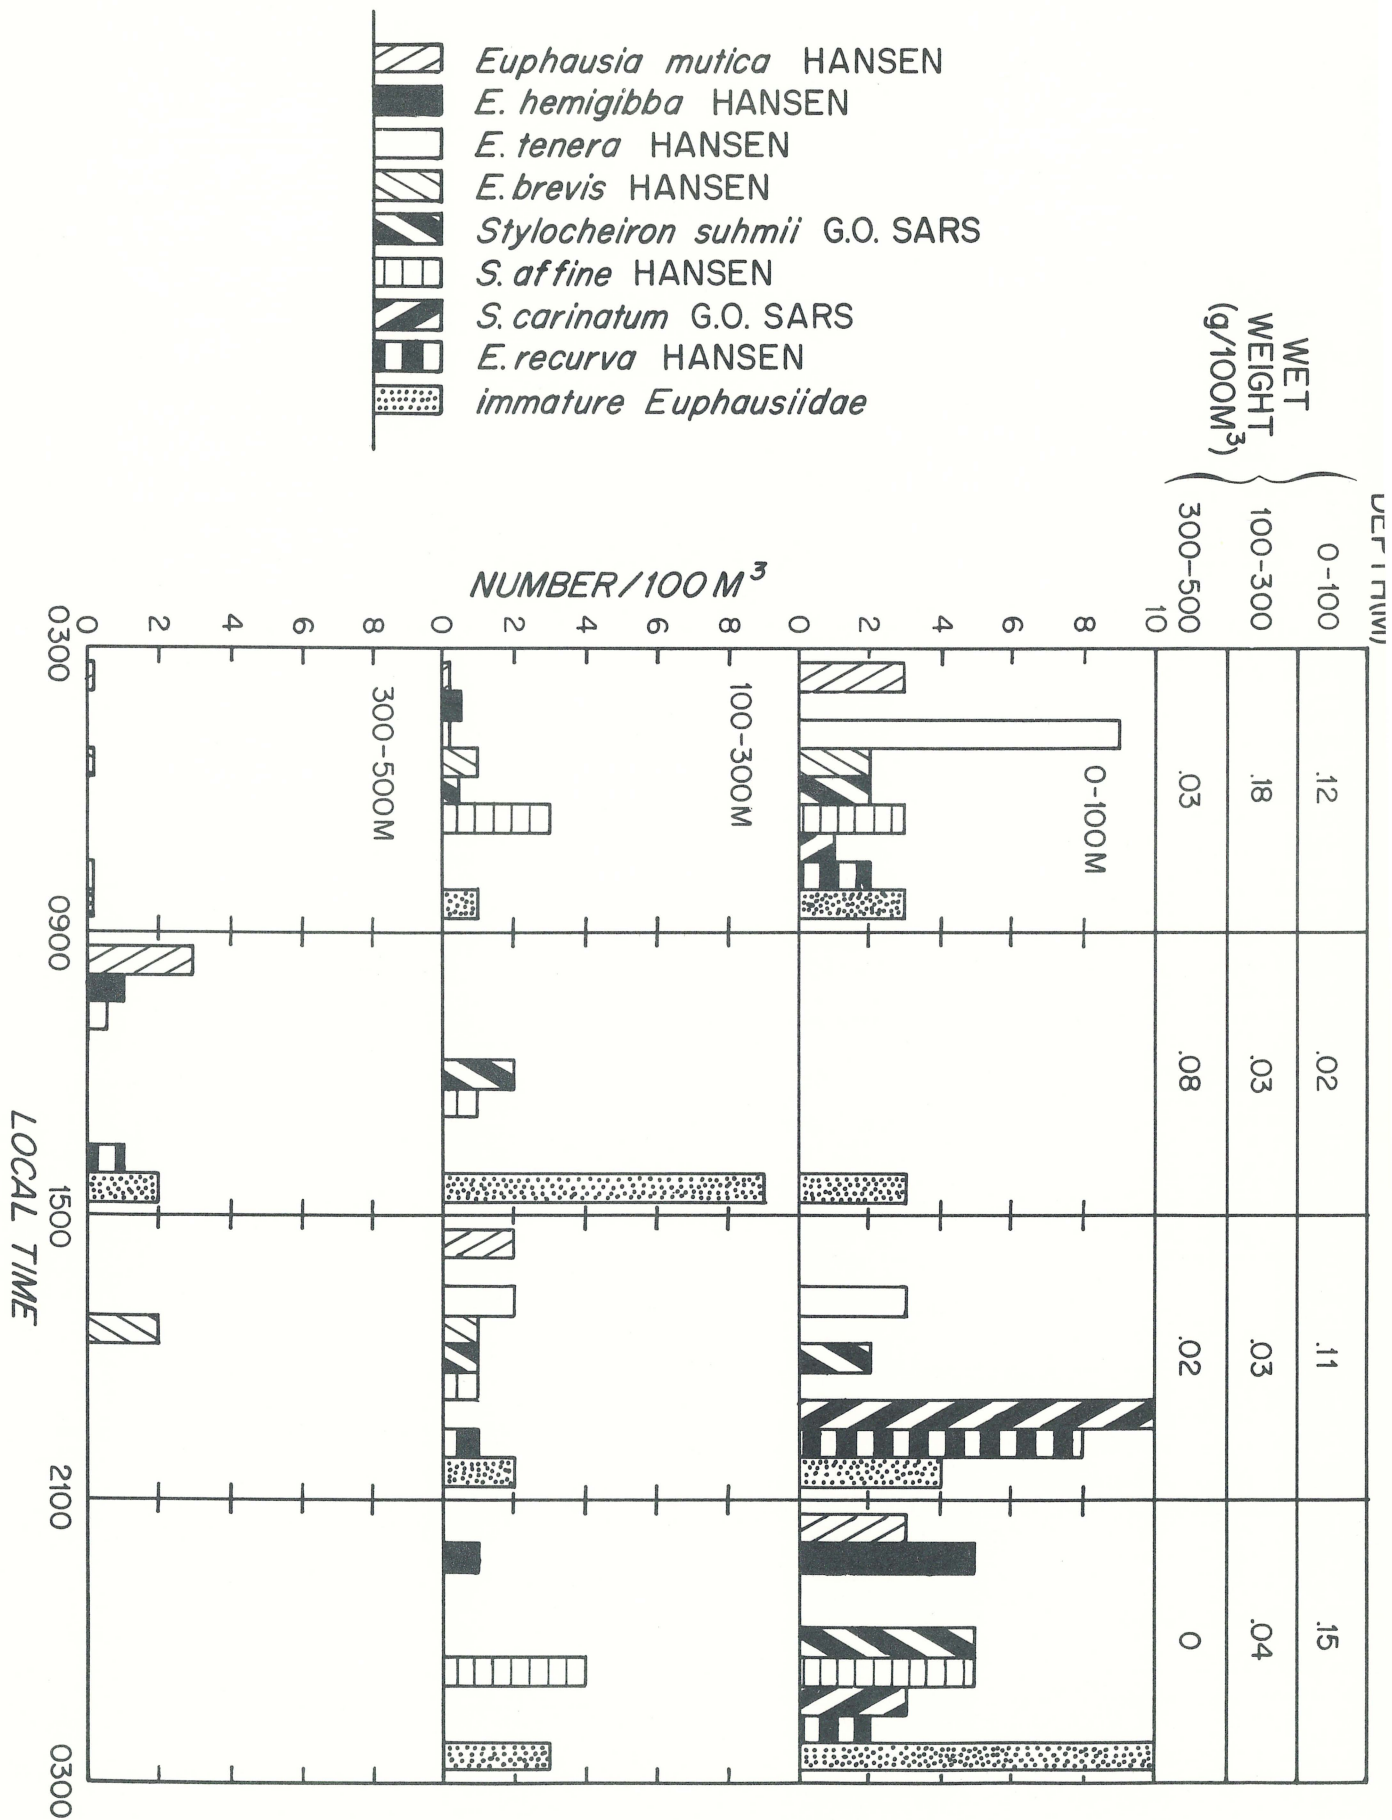 Euphausia mutica HANSEN
E. hemigibba HANSEN
E. tenera HANSEN
E. brevis HANSEN
Stylocheiron suhmii G.O. SARS
S. affine HANSEN
S. carinatum G.O. SARS
E. recurva HANSEN
immature Euphausiidae
DEPTH(M)
WET
WEIGHT
(g/100M³)
0-100 .12 .02 .11 .15
100-300 .18 .03 .03 .04
300-500 .03 .08 .02 0
NUMBER/100 M³
10
8
6
4
2
0
0-100M
8
6
4
2
0
100-300M
8
6
4
2
0
300-500M
0300 0900 1500 2100 0300
LOCAL TIME